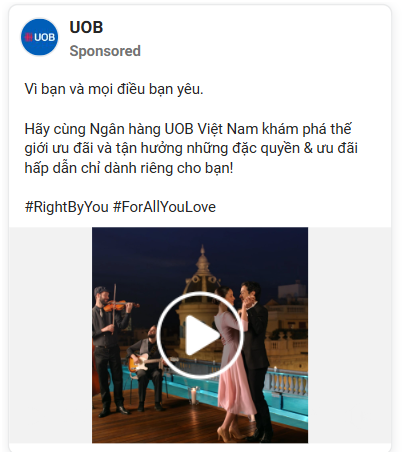 UOB
UOB
Sponsored
Vì bạn và mọi điều bạn yêu.
Hãy cùng Ngân hàng UOB Việt Nam khám phá thế
giới ưu đãi và tận hưởng những đặc quyền & ưu đãi
hấp dẫn chỉ dành riêng cho bạn!
#RightByYou #ForAllYouLove